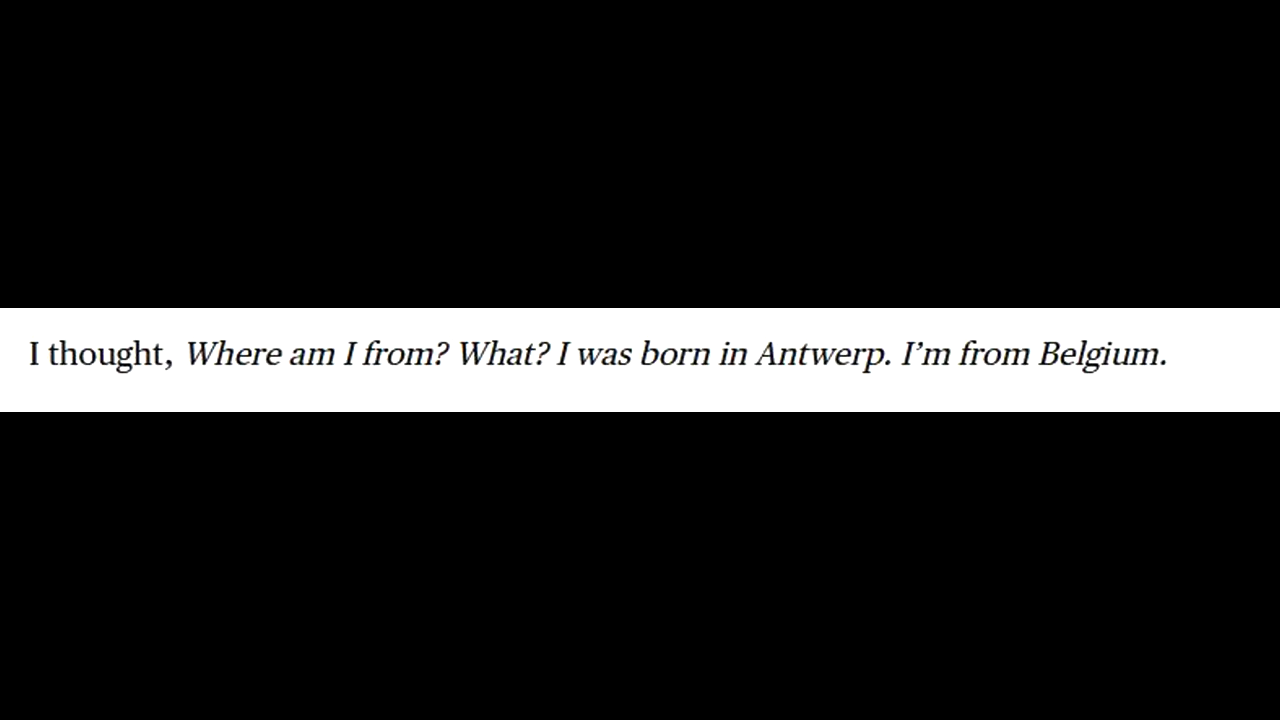 I thought, Where am I from? What? I was born in Antwerp. I’m from Belgium.